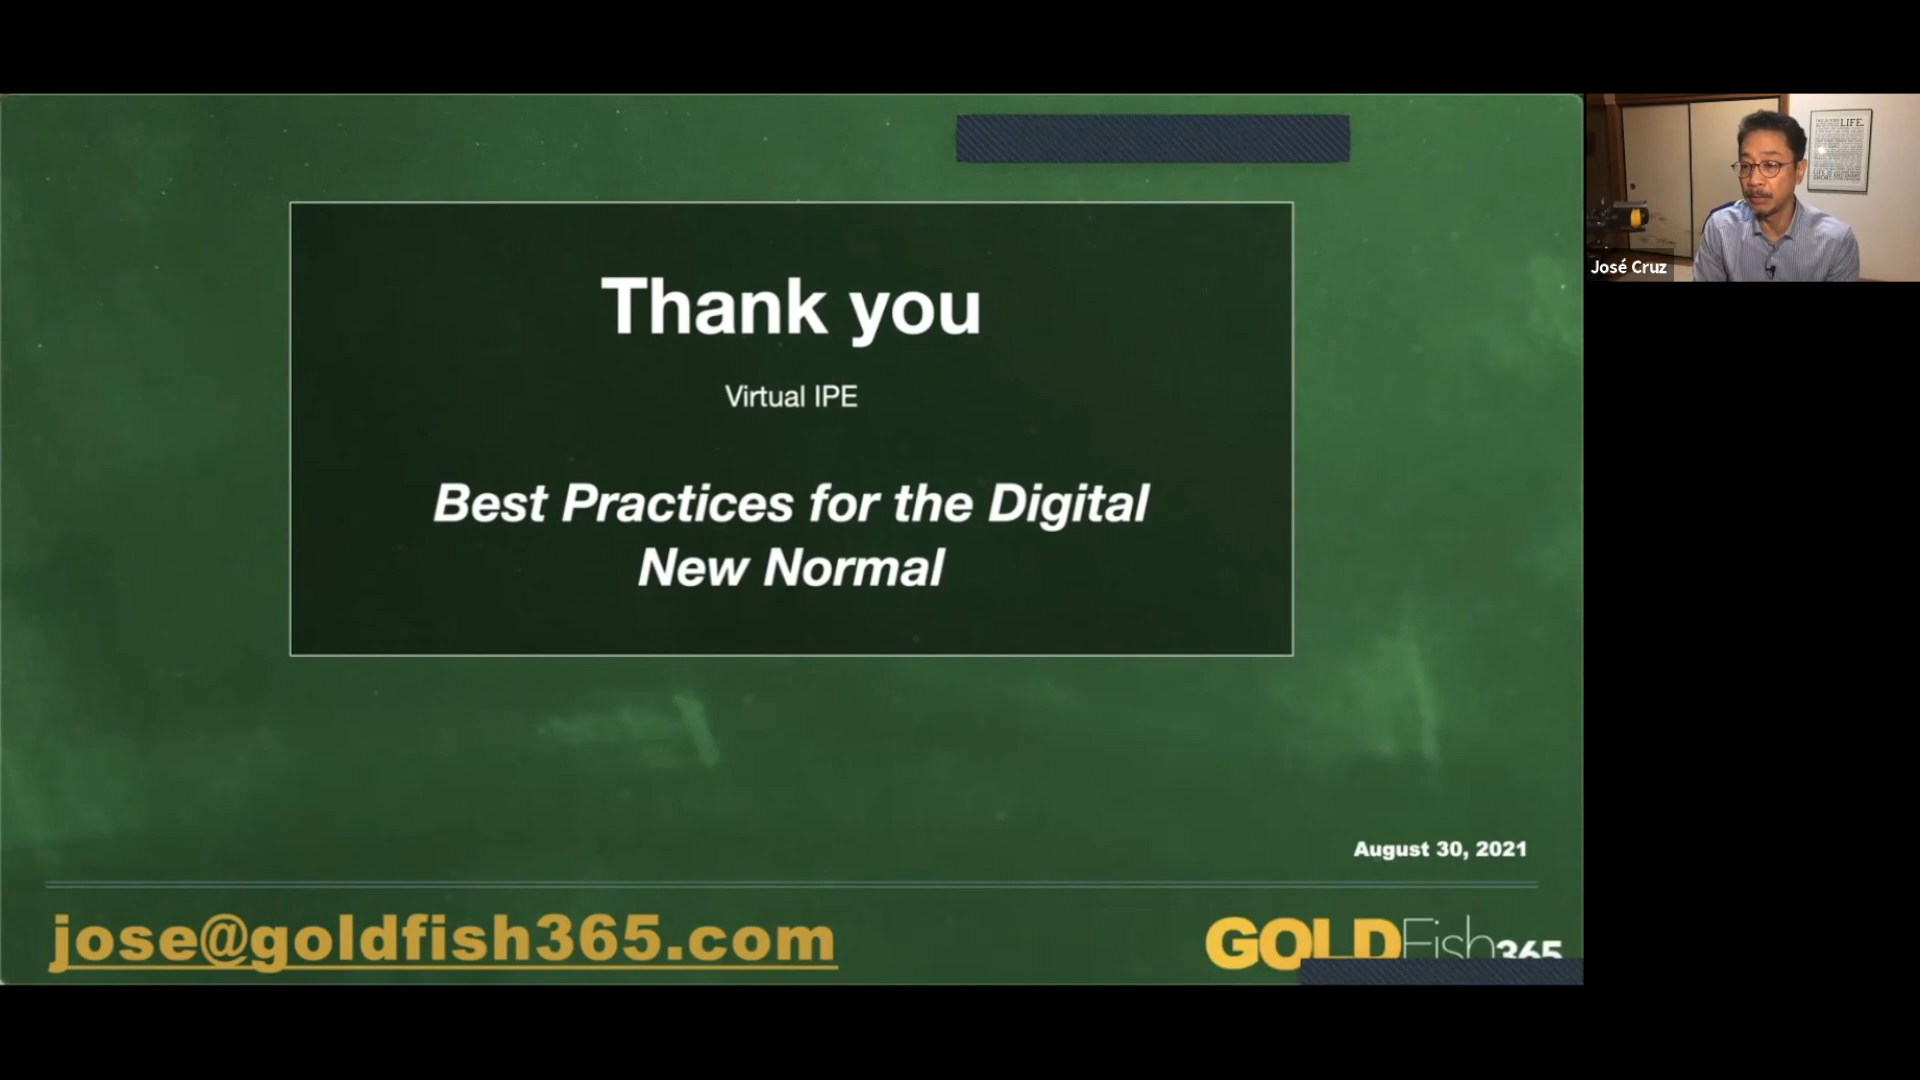 Thank you
Virtual IPE
Best Practices for the Digital
New Normal
August 30, 2021
jose@goldfish365.com
GOLDFish365
José Cruz
LIFE.